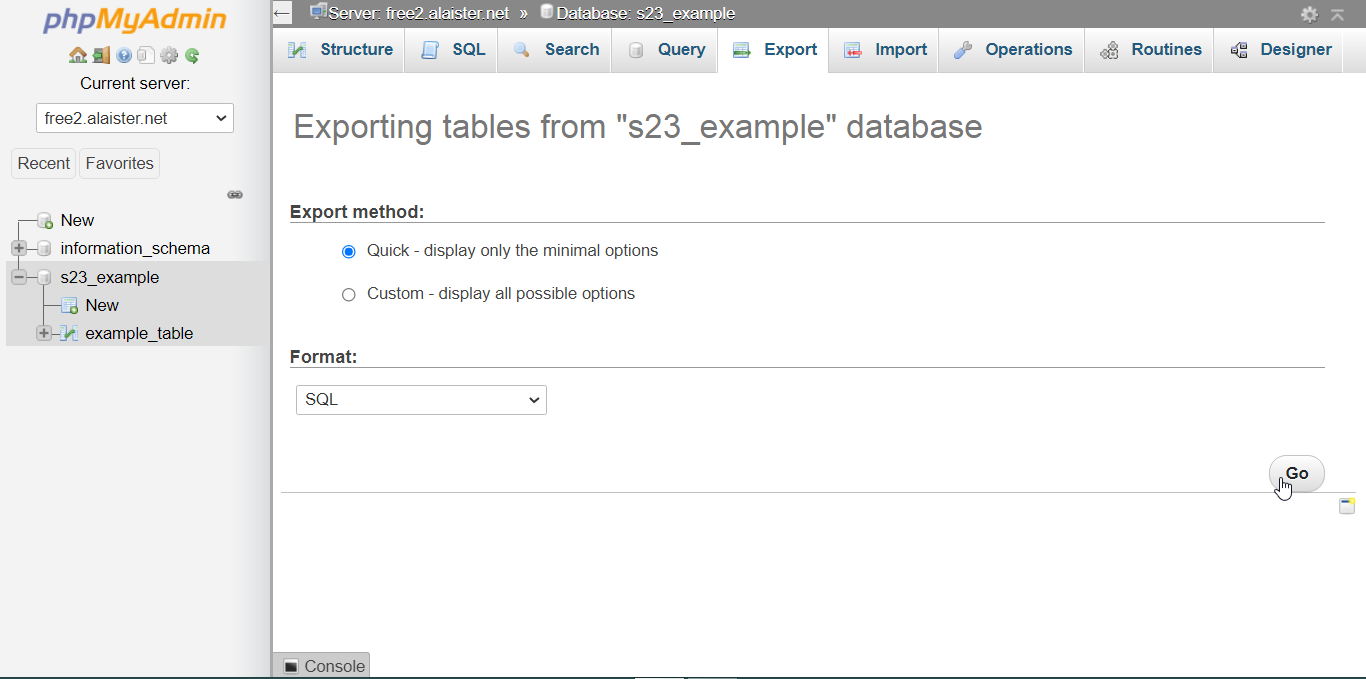 phpMyAdmin
Current server:
free2.alaister.net
Recent Favorites
New
information_schema
s23_example
New
example_table
Server: free2.alaister.net » Database: s23_example
Structure SQL Search Query Export Import Operations Routines Designer
Exporting tables from "s23_example" database
Export method:
Quick - display only the minimal options
Custom - display all possible options
Format:
SQL
Go
Console